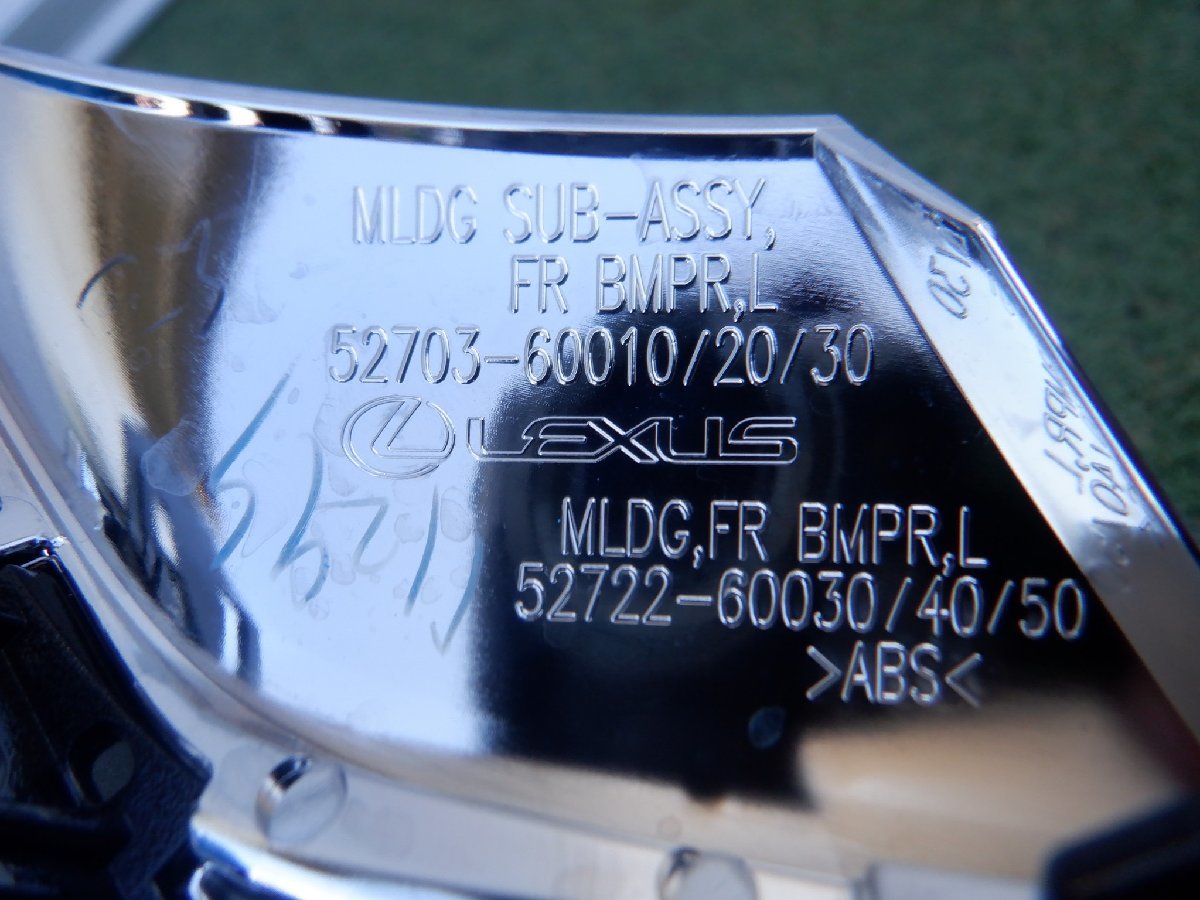 MLDG SUB-ASSY,
FR BMPR,L
52703-60010/20/30
LEXUS
MLDG,FR BMPR,L
52722-60030/40/50
>ABS<